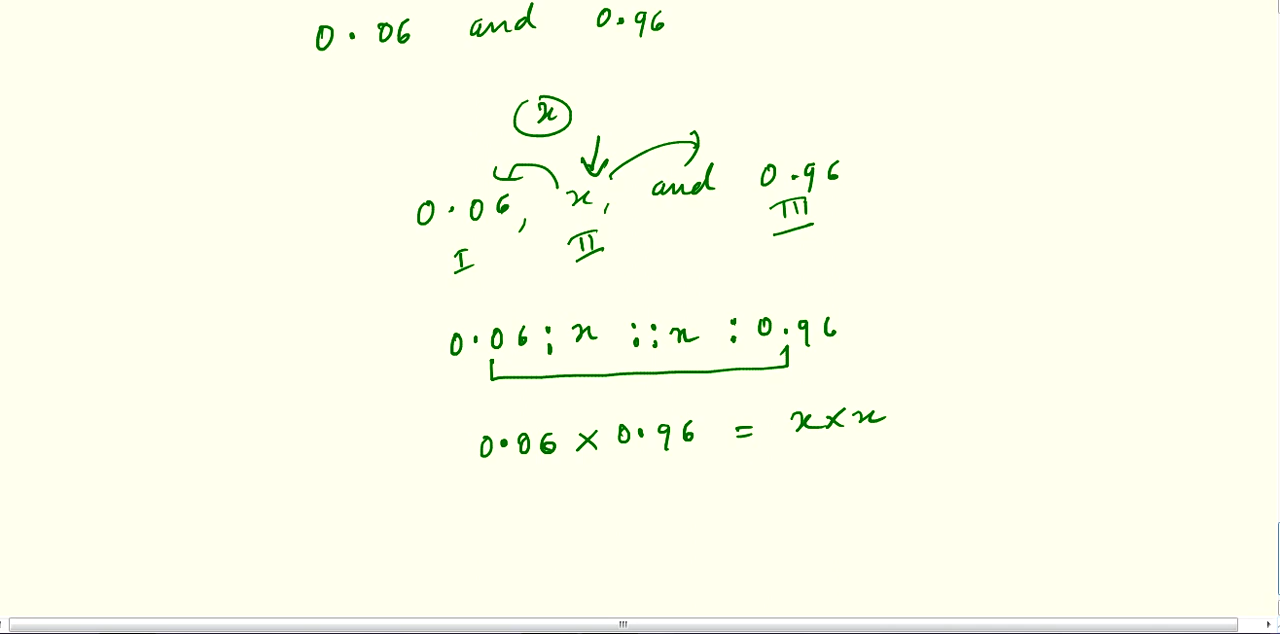 0.06 and 0.96
x
0.06, x, and 0.96
I II III
0.06 : x :: x : 0.96
0.06 × 0.96 = x × x